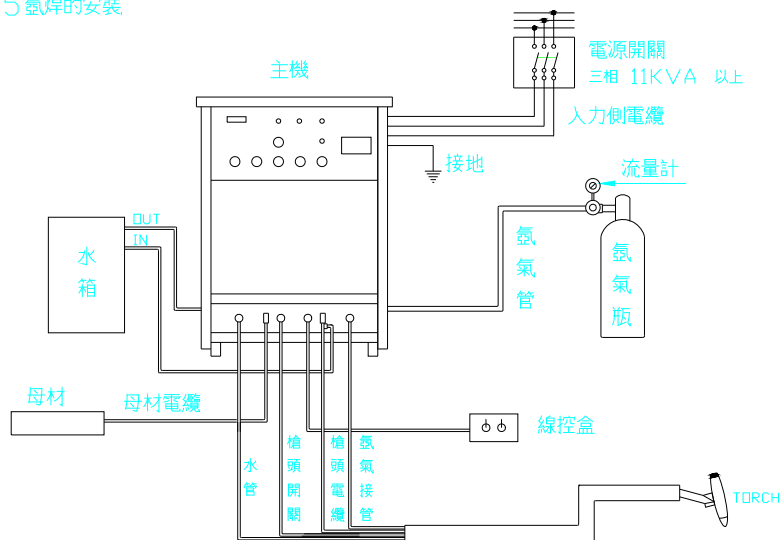 5 氬焊的安裝
主機
電源開關
三相 11KVA 以上
入力側電纜
接地
流量計
OUT
IN
水箱
氬氣管
氬氣瓶
母材
母材電纜
線控盒
水管
槍頭開關
槍頭電纜
氬氣接管
TORCH